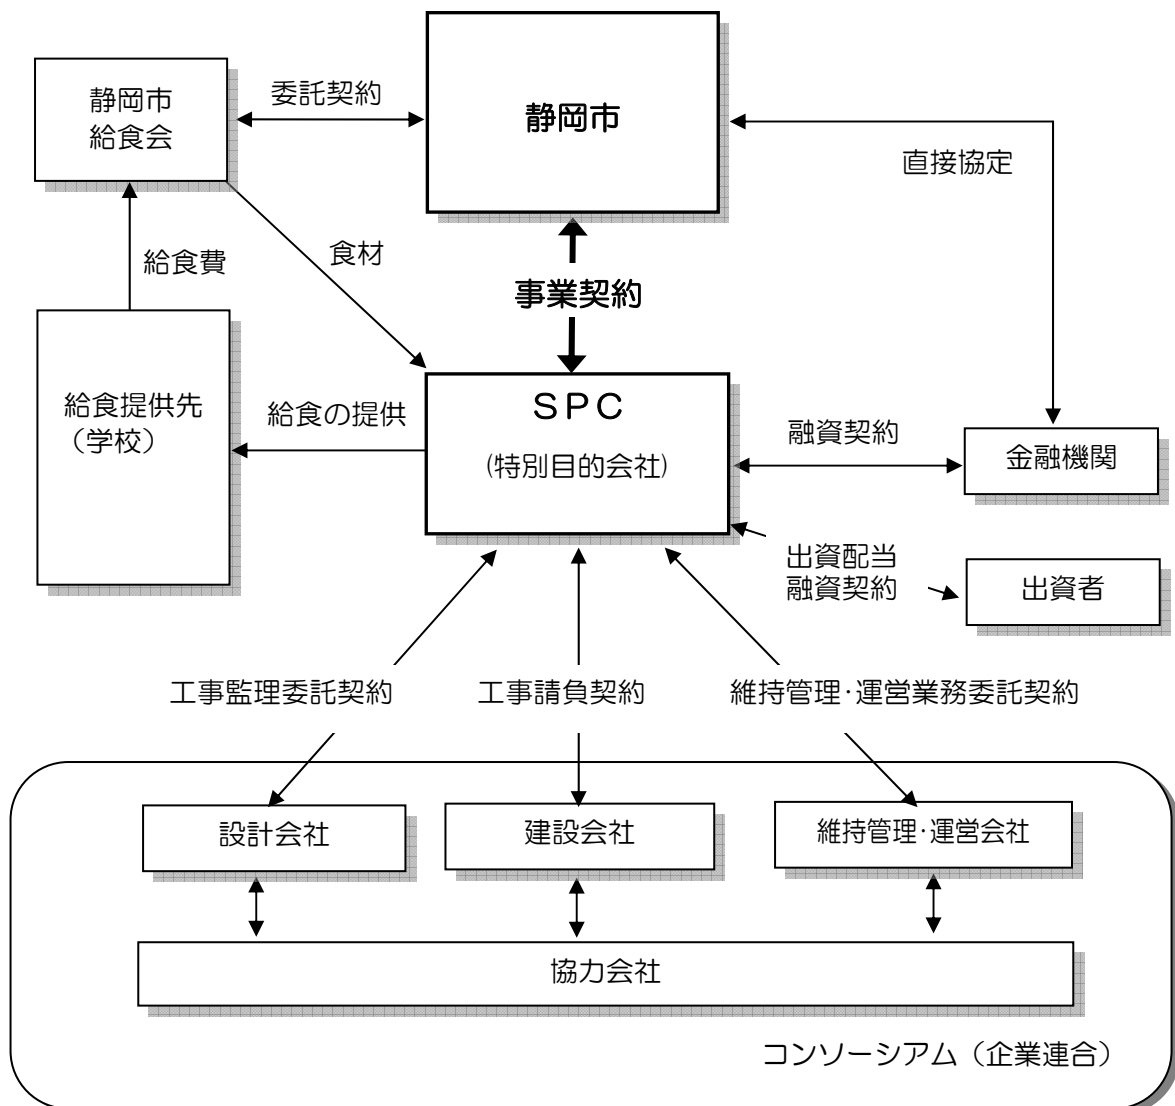 静岡市
給食会
委託契約
静岡市
直接協定
給食費
食材
事業契約
給食提供先
（学校）
給食の提供
ＳＰＣ
(特別目的会社)
融資契約
金融機関
出資配当
融資契約
出資者
工事監理委託契約
工事請負契約
維持管理･運営業務委託契約
設計会社
建設会社
維持管理･運営会社
協力会社
コンソーシアム（企業連合）